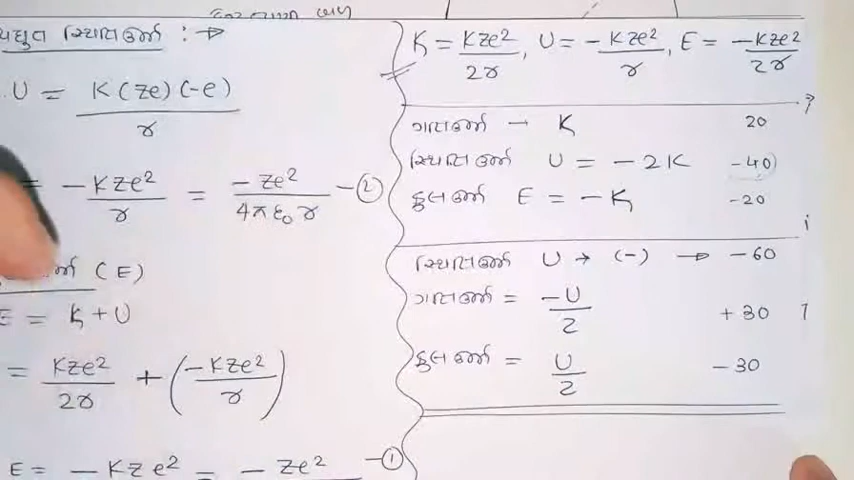 વિદ્યુત સ્થિતિઊર્જા :→
U = K(ze)(-e) / r
= -Kze² / r = -ze² / 4πε₀r -②
ઊર્જા (E)
E = K + U
= Kze² / 2r + (-Kze² / r)
E = -Kze² = -ze² -①
K = Kze² / 2r, U = -Kze² / r, E = -Kze² / 2r
ગતિઊર્જા → K 20
સ્થિતિઊર્જા U = -2K -40
કુલઊર્જા E = -K -20
સ્થિતિઊર્જા U → (-) → -60
ગતિઊર્જા = -U / 2 +30
કુલઊર્જા = U / 2 -30